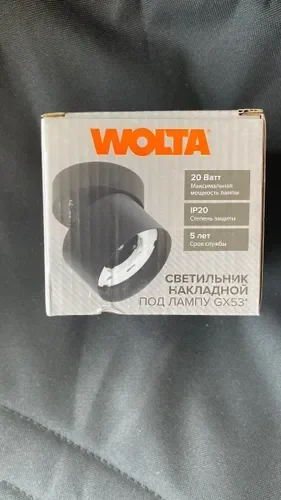 WOLTA
20 Ватт
Максимальная
мощность лампы
IP20
Степень защиты
5 лет
Срок службы
СВЕТИЛЬНИК
НАКЛАДНОЙ
ПОД ЛАМПУ GX53*